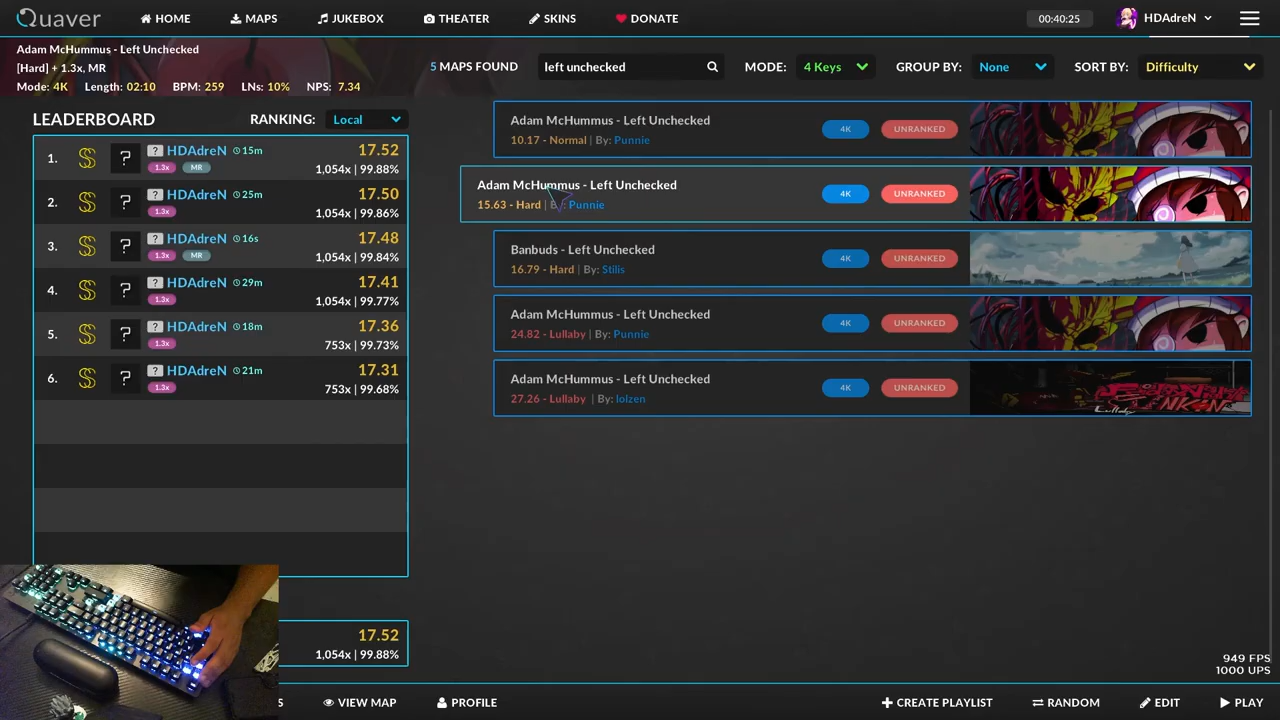 Quaver
HOME
MAPS
JUKEBOX
THEATER
SKINS
DONATE
00:40:25
HDAdreN
Adam McHummus - Left Unchecked
[Hard] + 1.3x, MR
Mode: 4K Length: 02:10 BPM: 259 LNs: 10% NPS: 7.34
5 MAPS FOUND
left unchecked
MODE: 4 Keys
GROUP BY: None
SORT BY: Difficulty
LEADERBOARD
RANKING: Local
1. ? ? HDAdreN 15m 17.52
1.3x MR 1,054x | 99.88%
2. ? ? HDAdreN 25m 17.50
1.3x 1,054x | 99.86%
3. ? ? HDAdreN 16s 17.48
1.3x MR 1,054x | 99.84%
4. ? ? HDAdreN 29m 17.41
1.3x 1,054x | 99.77%
5. ? ? HDAdreN 18m 17.36
1.3x 753x | 99.73%
6. ? ? HDAdreN 21m 17.31
1.3x 753x | 99.68%
17.52
1,054x | 99.88%
Adam McHummus - Left Unchecked
10.17 - Normal | By: Punnie
4K UNRANKED
Adam McHummus - Left Unchecked
15.63 - Hard | By: Punnie
4K UNRANKED
Banbuds - Left Unchecked
16.79 - Hard | By: Stilis
4K UNRANKED
Adam McHummus - Left Unchecked
24.82 - Lullaby | By: Punnie
4K UNRANKED
Adam McHummus - Left Unchecked
27.26 - Lullaby | By: lolzen
4K UNRANKED
949 FPS
1000 UPS
S
VIEW MAP
PROFILE
CREATE PLAYLIST
RANDOM
EDIT
PLAY